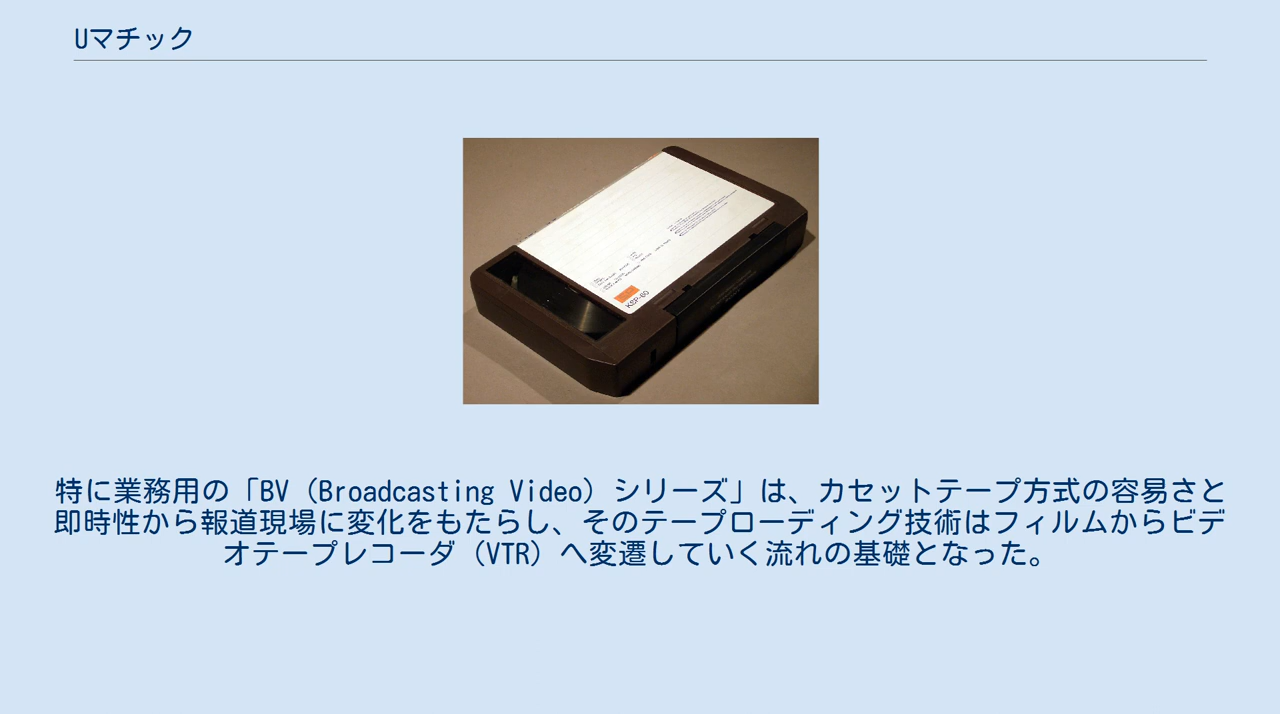 Uマチック
KSP-60
特に業務用の「BV（Broadcasting Video）シリーズ」は、カセットテープ方式の容易さと
即時性から報道現場に変化をもたらし、そのテープローディング技術はフィルムからビデ
オテープレコーダ（VTR）へ変遷していく流れの基礎となった。